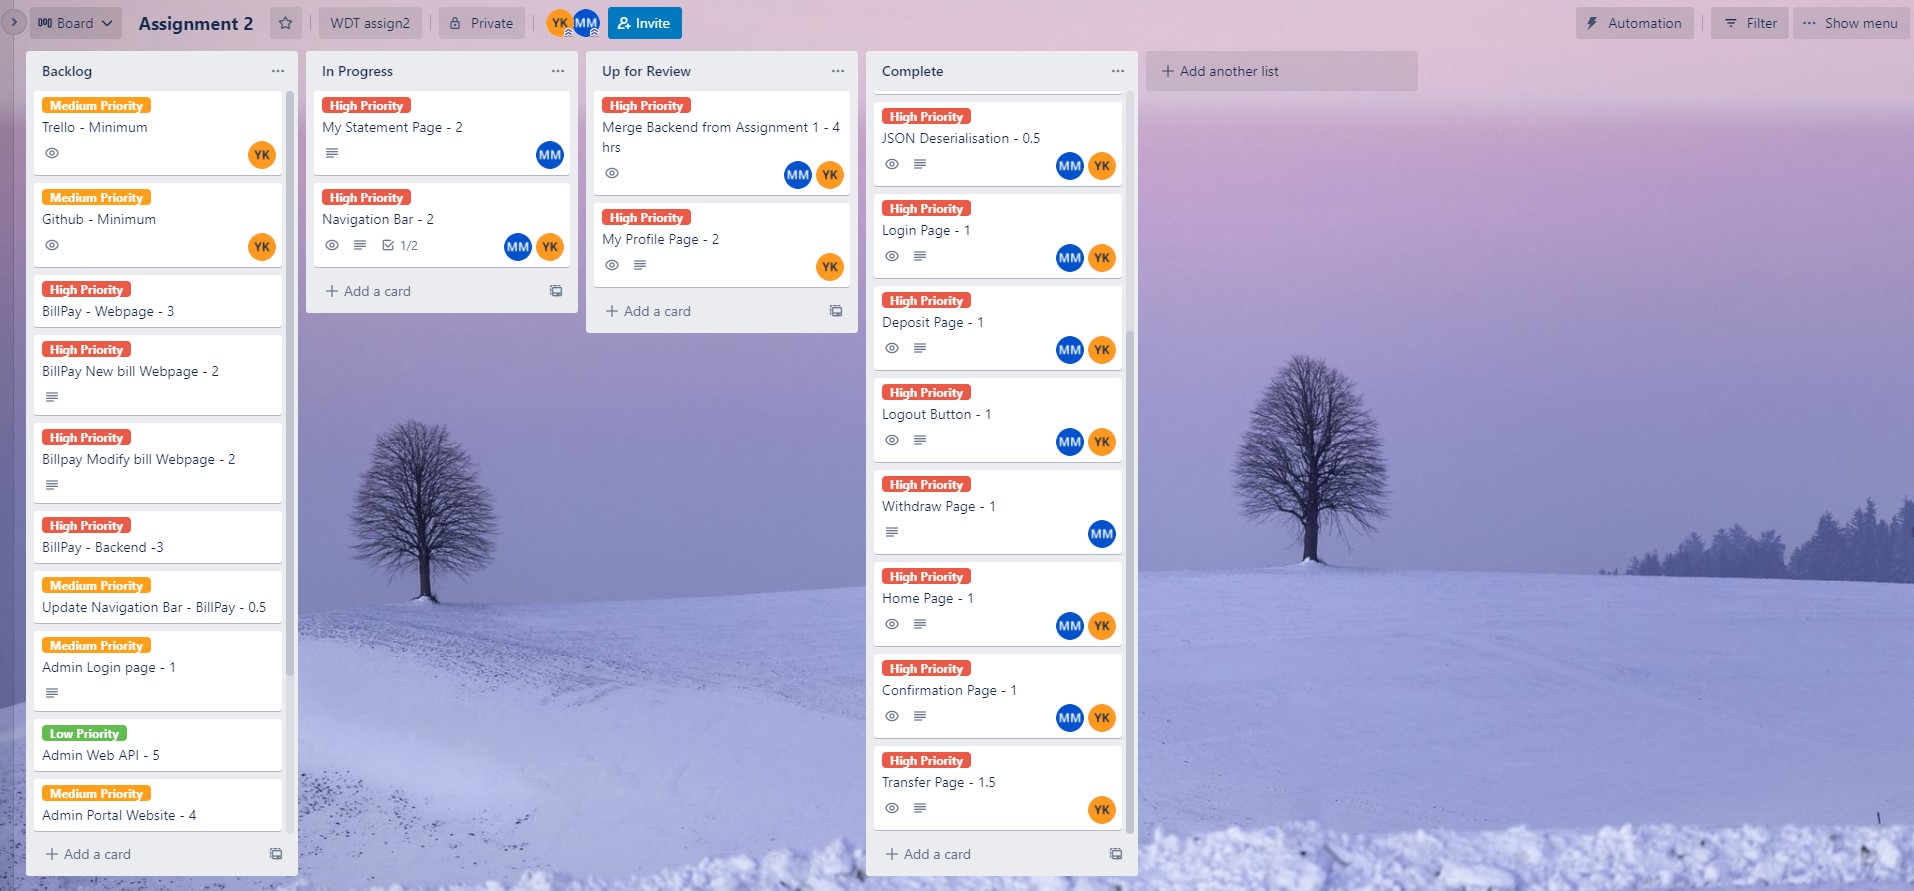 Board
Assignment 2
WDT assign2
Private
YK
MM
Invite
Automation
Filter
Show menu
Backlog
Medium Priority
Trello - Minimum
YK
Medium Priority
Github - Minimum
YK
High Priority
BillPay - Webpage - 3
High Priority
BillPay New bill Webpage - 2
High Priority
Billpay Modify bill Webpage - 2
High Priority
BillPay - Backend -3
Medium Priority
Update Navigation Bar - BillPay - 0.5
Medium Priority
Admin Login page - 1
Low Priority
Admin Web API - 5
Medium Priority
Admin Portal Website - 4
Add a card
In Progress
High Priority
My Statement Page - 2
MM
High Priority
Navigation Bar - 2
1/2
MM YK
Add a card
Up for Review
High Priority
Merge Backend from Assignment 1 - 4
hrs
MM YK
High Priority
My Profile Page - 2
YK
Add a card
Complete
High Priority
JSON Deserialisation - 0.5
MM YK
High Priority
Login Page - 1
MM YK
High Priority
Deposit Page - 1
MM YK
High Priority
Logout Button - 1
MM YK
High Priority
Withdraw Page - 1
MM
High Priority
Home Page - 1
MM YK
High Priority
Confirmation Page - 1
MM YK
High Priority
Transfer Page - 1.5
YK
Add a card
Add another list